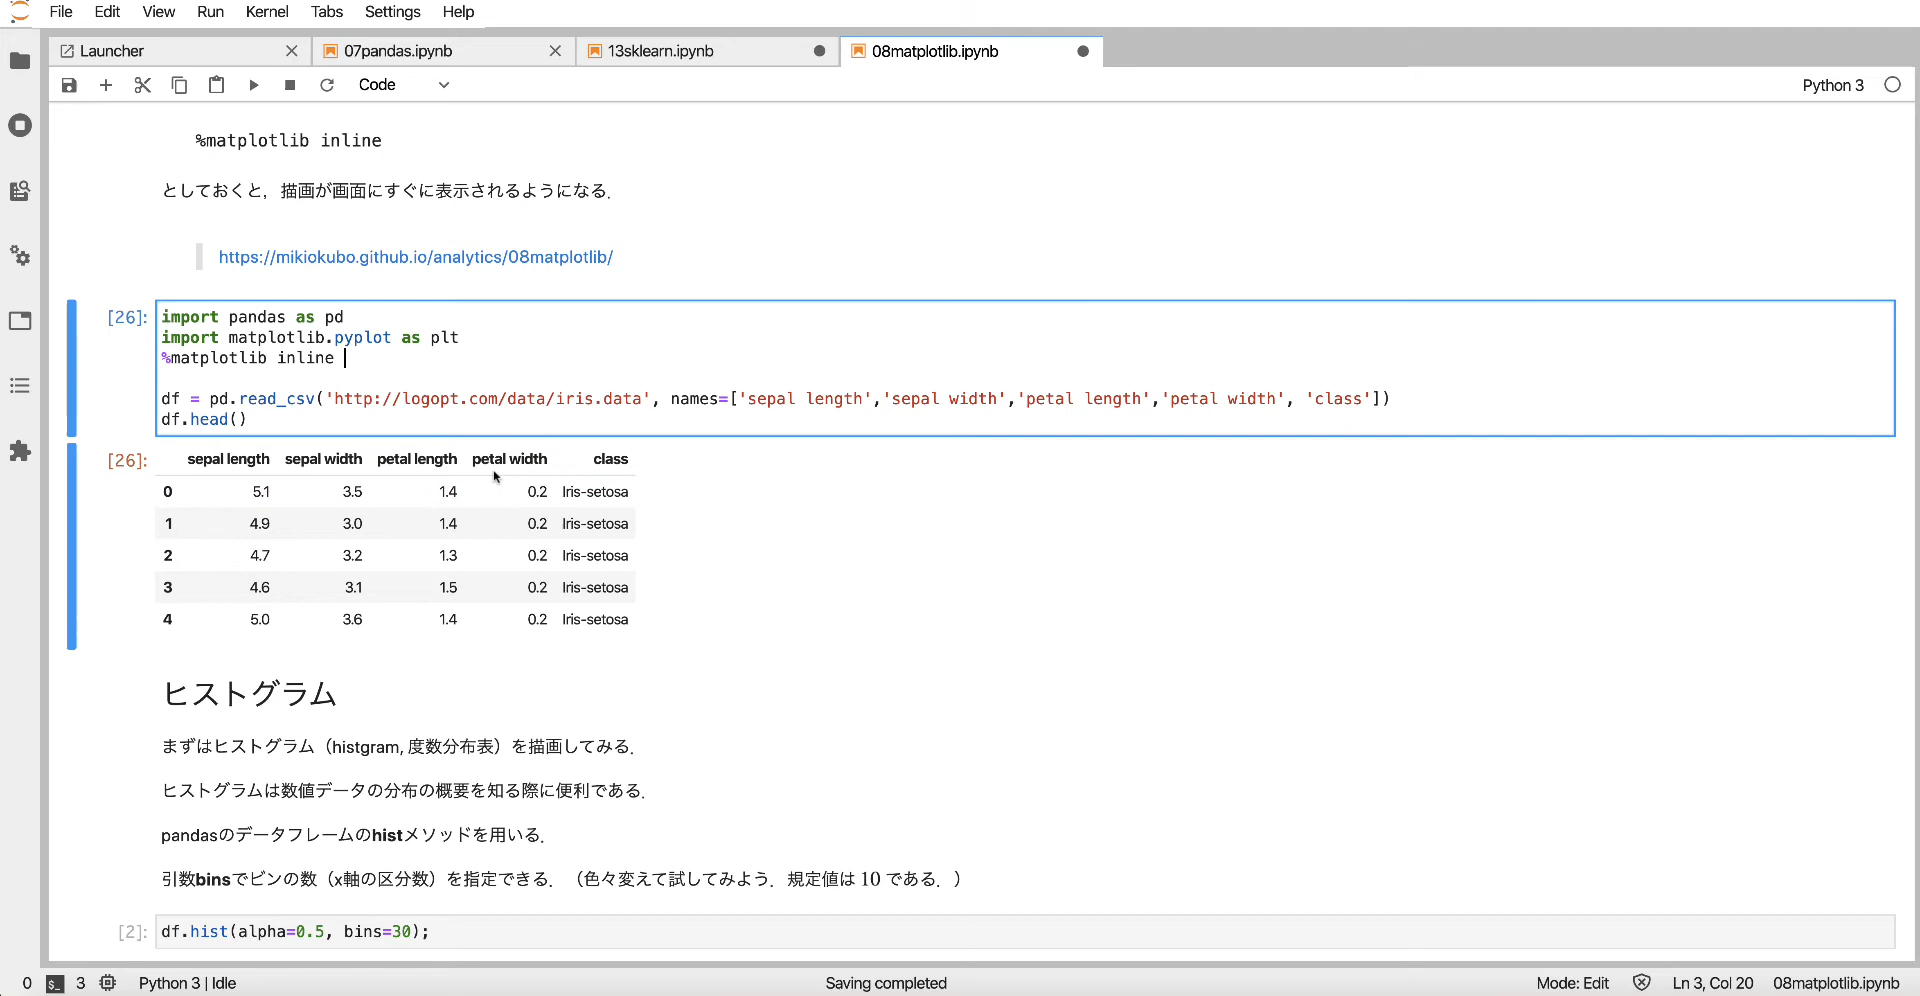 File Edit View Run Kernel Tabs Settings Help
Launcher 07pandas.ipynb 13sklearn.ipynb 08matplotlib.ipynb
Code Python 3
%matplotlib inline
としておくと，描画が画面にすぐに表示されるようになる．
https://mikiokubo.github.io/analytics/08matplotlib/
[26]: import pandas as pd
import matplotlib.pyplot as plt
%matplotlib inline
df = pd.read_csv('http://logopt.com/data/iris.data', names=['sepal length','sepal width','petal length','petal width', 'class'])
df.head()
[26]: sepal length sepal width petal length petal width class
0 5.1 3.5 1.4 0.2 Iris-setosa
1 4.9 3.0 1.4 0.2 Iris-setosa
2 4.7 3.2 1.3 0.2 Iris-setosa
3 4.6 3.1 1.5 0.2 Iris-setosa
4 5.0 3.6 1.4 0.2 Iris-setosa
ヒストグラム
まずはヒストグラム（histgram, 度数分布表）を描画してみる．
ヒストグラムは数値データの分布の概要を知る際に便利である．
pandasのデータフレームのhistメソッドを用いる．
引数binsでビンの数（x軸の区分数）を指定できる．（色々変えて試してみよう．規定値は 10 である．）
[2]: df.hist(alpha=0.5, bins=30);
0 $_ 3 Python 3 | Idle Saving completed Mode: Edit Ln 3, Col 20 08matplotlib.ipynb